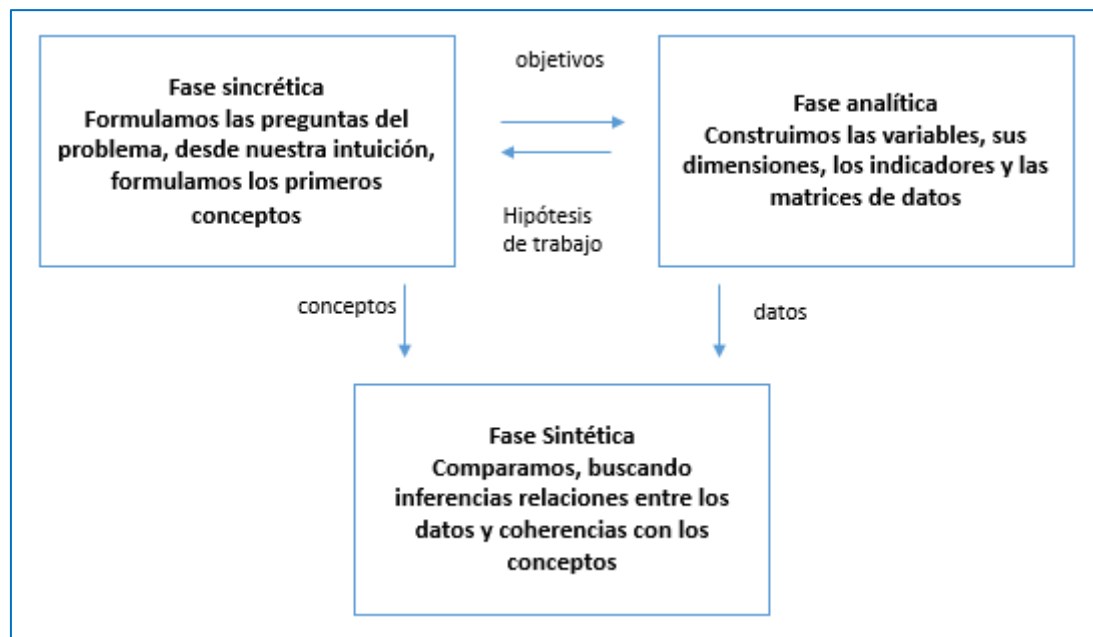 Fase sincrética
Formulamos las preguntas del
problema, desde nuestra intuición,
formulamos los primeros
conceptos
objetivos
Hipótesis
de trabajo
Fase analítica
Construimos las variables, sus
dimensiones, los indicadores y las
matrices de datos
conceptos
datos
Fase Sintética
Comparamos, buscando
inferencias relaciones entre los
datos y coherencias con los
conceptos